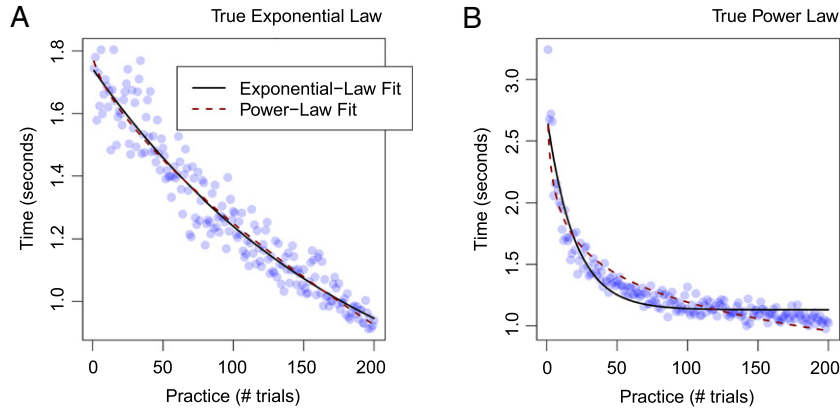 A
True Exponential Law
Exponential−Law Fit
Power−Law Fit
Time (seconds)
1.8
1.6
1.4
1.2
1.0
0 50 100 150 200
Practice (# trials)
B
True Power Law
Time (seconds)
3.0
2.5
2.0
1.5
1.0
0 50 100 150 200
Practice (# trials)